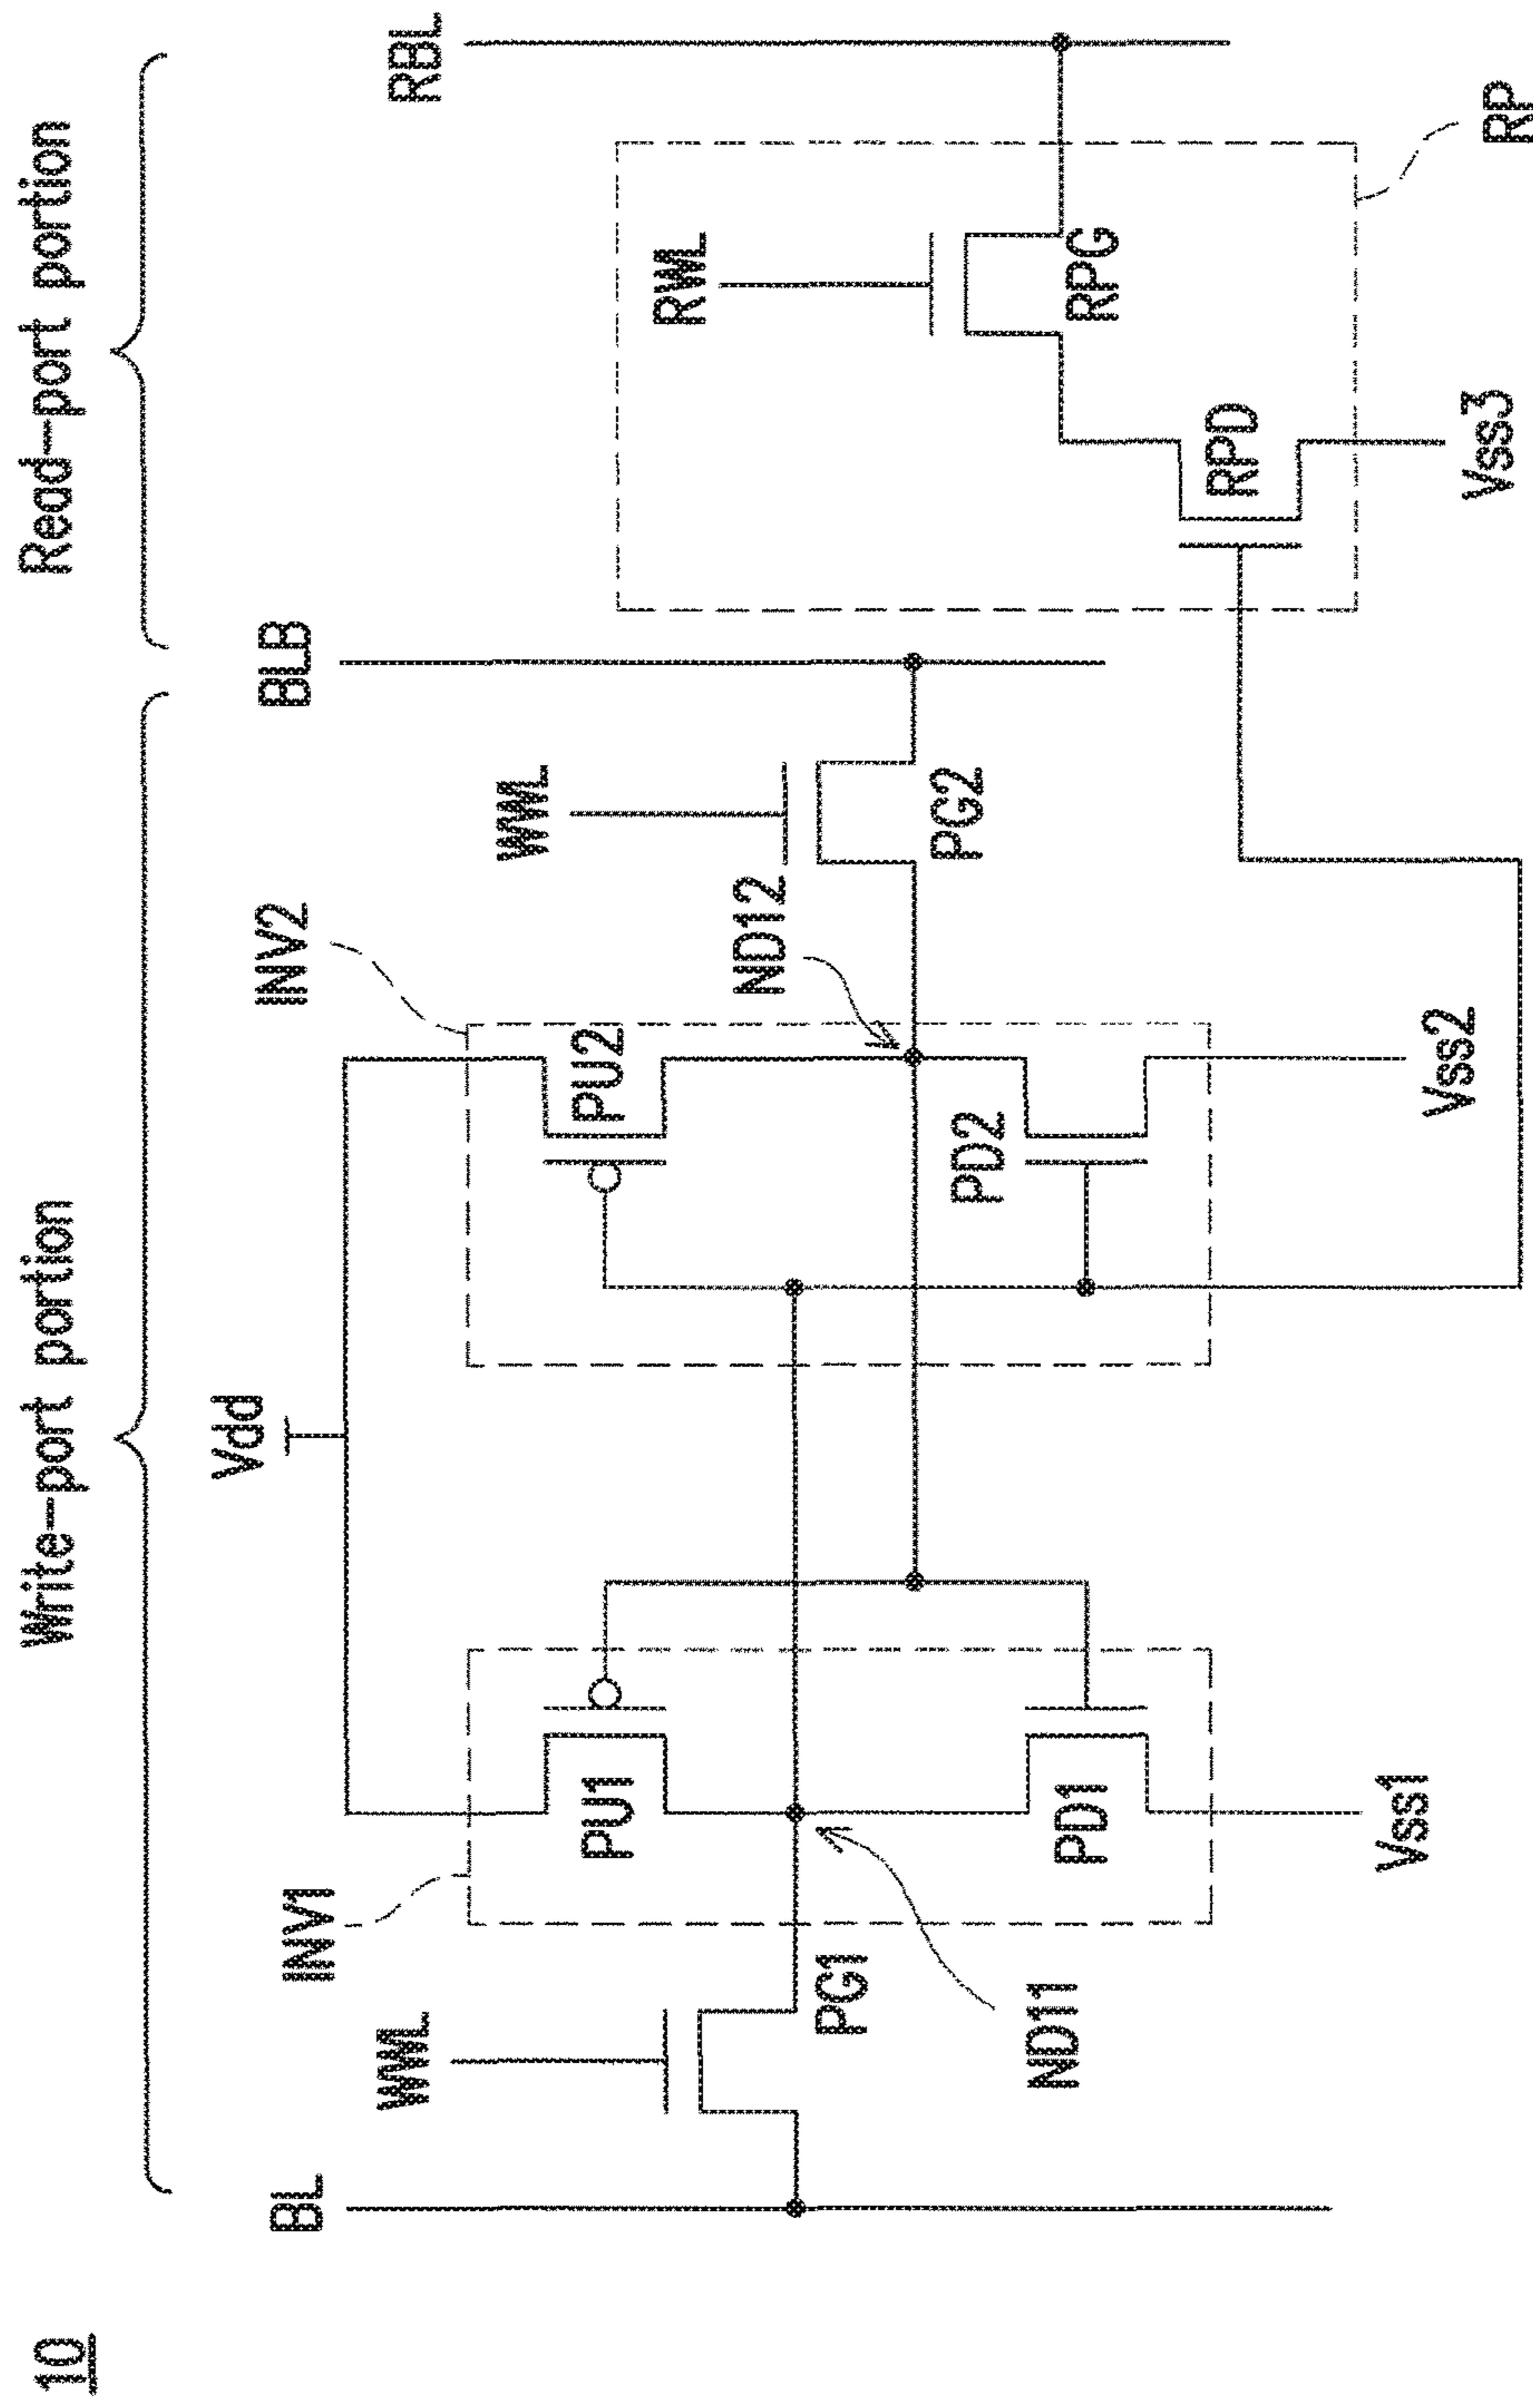 10
Write-port portion
Read-port portion
Vdd
BL
WWL
INV1
PU1
PG1
ND11
PD1
Vss1
INV2
PU2
ND12
PD2
Vss2
WWL
PG2
BLB
RWL
RPG
RPD
Vss3
RBL
RP